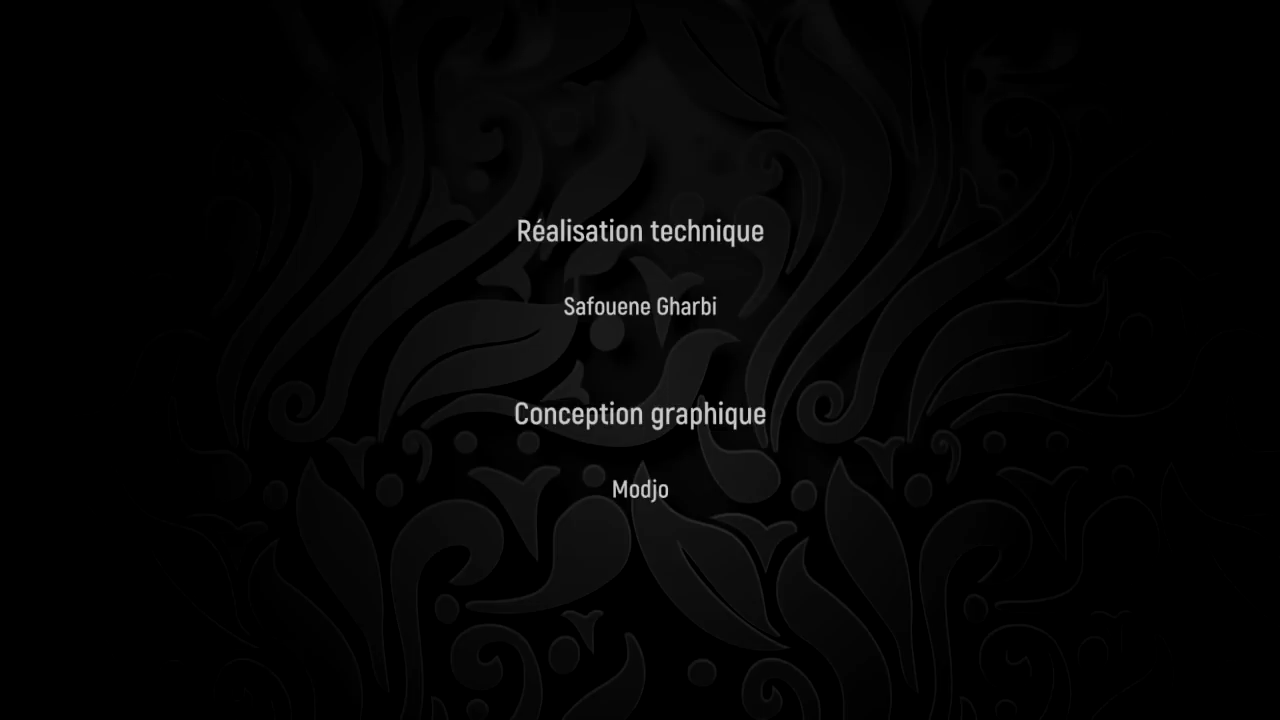 Réalisation technique
Safouene Gharbi
Conception graphique
Modjo